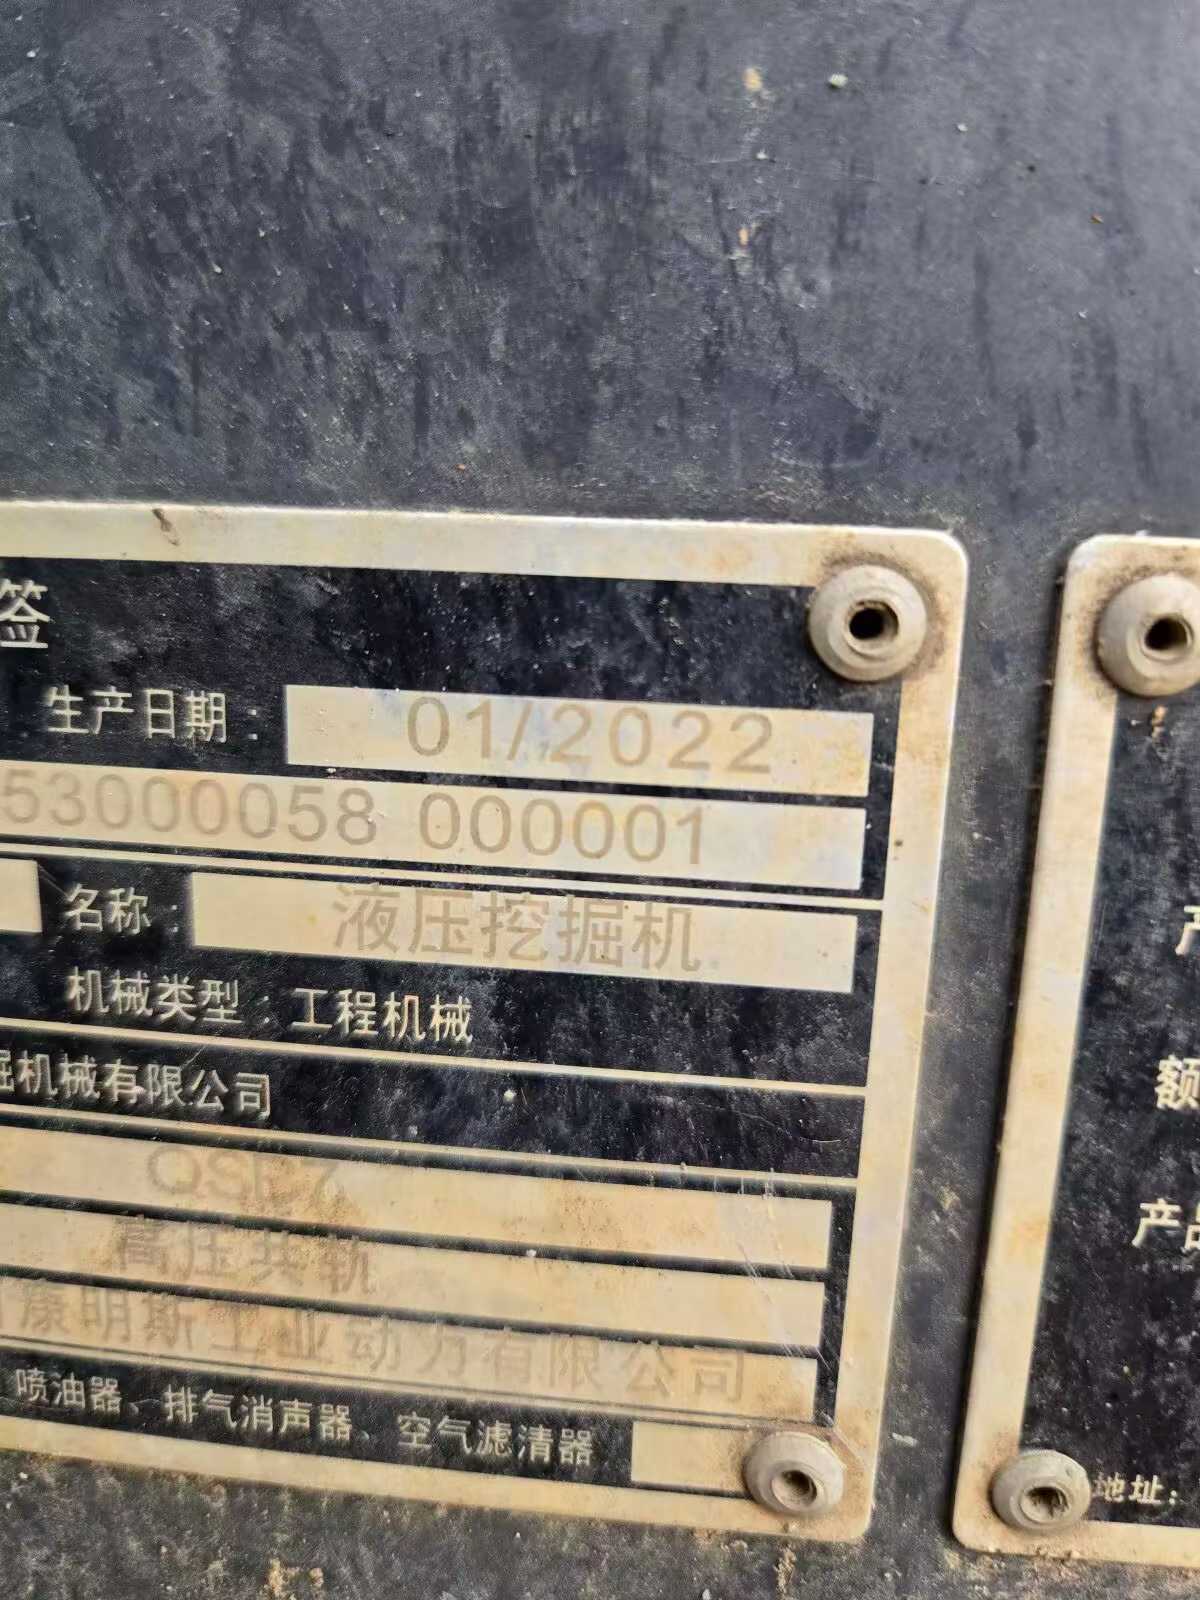 签
生产日期: 01/2022
53000058 000001
名称: 液压挖掘机
机械类型: 工程机械
掘机械有限公司
高压共轨
康明斯工业动力有限公司
喷油器、排气消声器、空气滤清器
额
产品
地址: